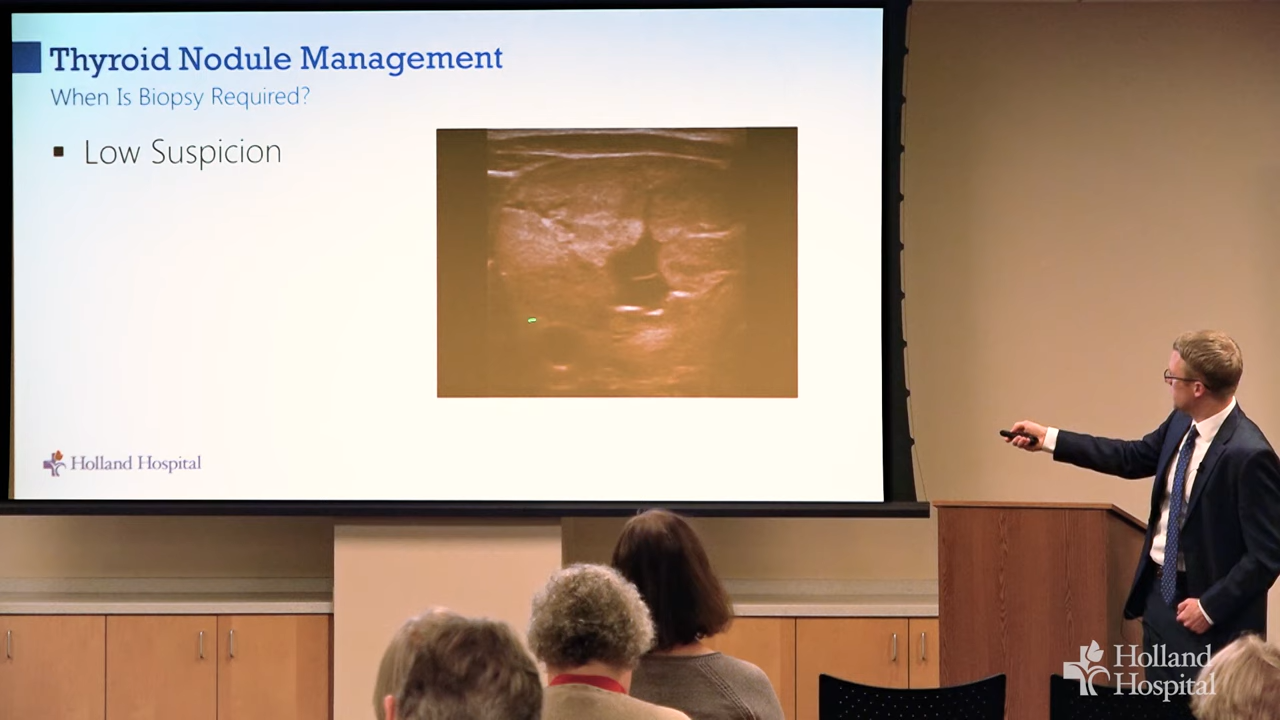 Thyroid Nodule Management
When Is Biopsy Required?
▪ Low Suspicion
Holland Hospital
Holland
Hospital